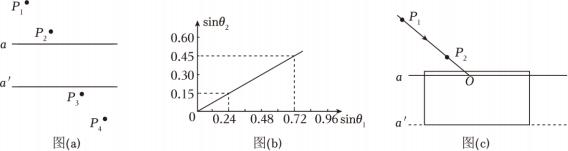 P₁
P₂
a
a′
P₃
P₄
图(a)
sinθ₂
0.60
0.45
0.30
0.15
0
0.24
0.48
0.72
0.96
sinθ₁
图(b)
P₁
P₂
a
O
a′
图(c)